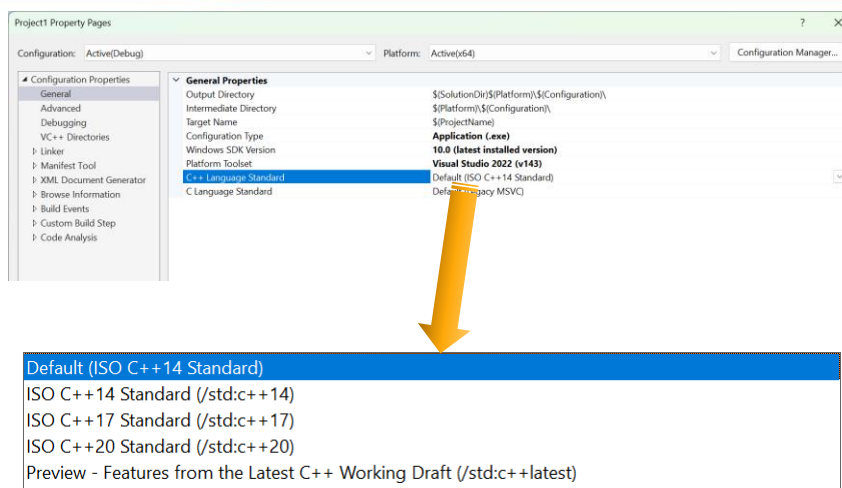 Project1 Property Pages
Configuration: Active(Debug) Platform: Active(x64) Configuration Manager...
Configuration Properties
General
Advanced
Debugging
VC++ Directories
Linker
Manifest Tool
XML Document Generator
Browse Information
Build Events
Custom Build Step
Code Analysis
General Properties
Output Directory $(SolutionDir)$(Platform)\$(Configuration)\
Intermediate Directory $(Platform)\$(Configuration)\
Target Name $(ProjectName)
Configuration Type Application (.exe)
Windows SDK Version 10.0 (latest installed version)
Platform Toolset Visual Studio 2022 (v143)
C++ Language Standard Default (ISO C++14 Standard)
C Language Standard Default (Legacy MSVC)
Default (ISO C++14 Standard)
ISO C++14 Standard (/std:c++14)
ISO C++17 Standard (/std:c++17)
ISO C++20 Standard (/std:c++20)
Preview - Features from the Latest C++ Working Draft (/std:c++latest)